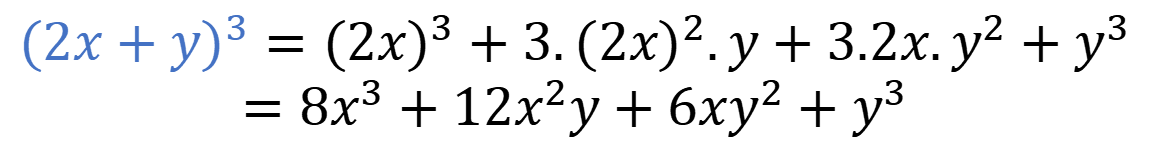 (2x + y)³ = (2x)³ + 3. (2x)². y + 3.2x. y² + y³
= 8x³ + 12x²y + 6xy² + y³